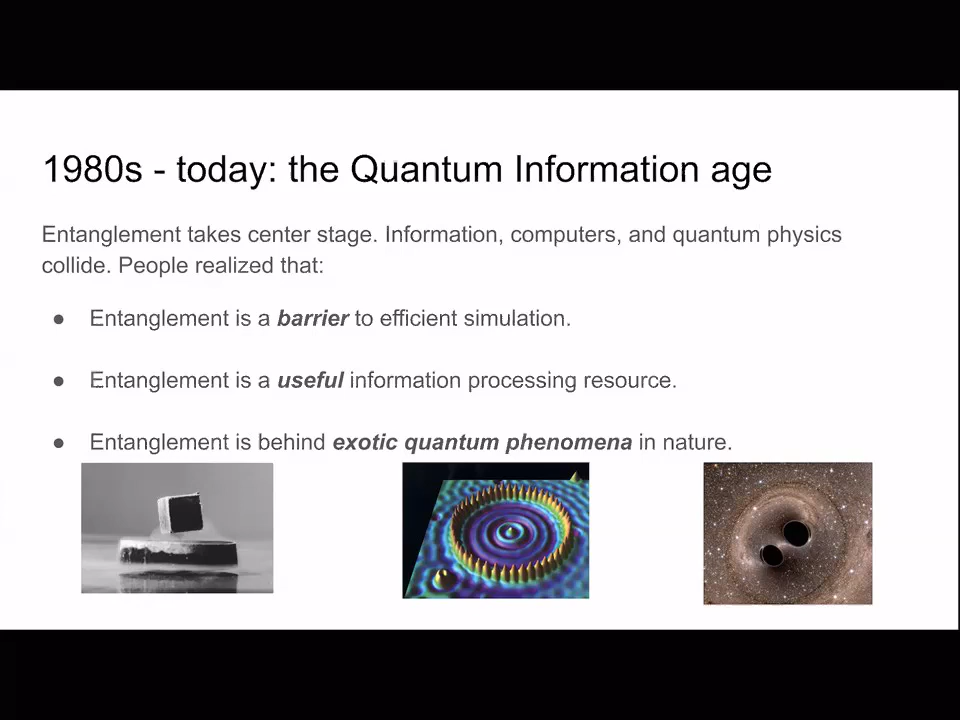 1980s - today: the Quantum Information age
Entanglement takes center stage. Information, computers, and quantum physics
collide. People realized that:
● Entanglement is a barrier to efficient simulation.
● Entanglement is a useful information processing resource.
● Entanglement is behind exotic quantum phenomena in nature.